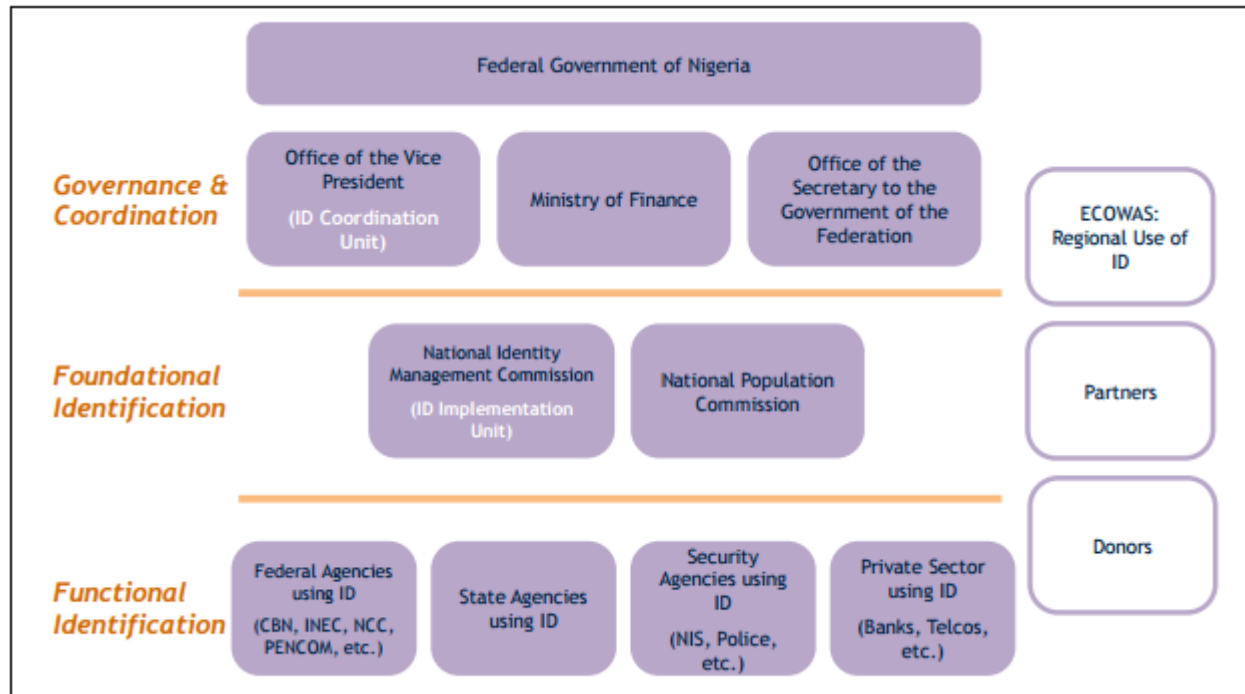 Federal Government of Nigeria
Governance &
Coordination
Office of the Vice
President
(ID Coordination
Unit)
Ministry of Finance
Office of the
Secretary to the
Government of the
Federation
ECOWAS:
Regional Use of
ID
Foundational
Identification
National Identity
Management Commission
(ID Implementation
Unit)
National Population
Commission
Partners
Functional
Identification
Federal Agencies
using ID
(CBN, INEC, NCC,
PENCOM, etc.)
State Agencies
using ID
Security
Agencies using
ID
(NIS, Police,
etc.)
Private Sector
using ID
(Banks, Telcos,
etc.)
Donors